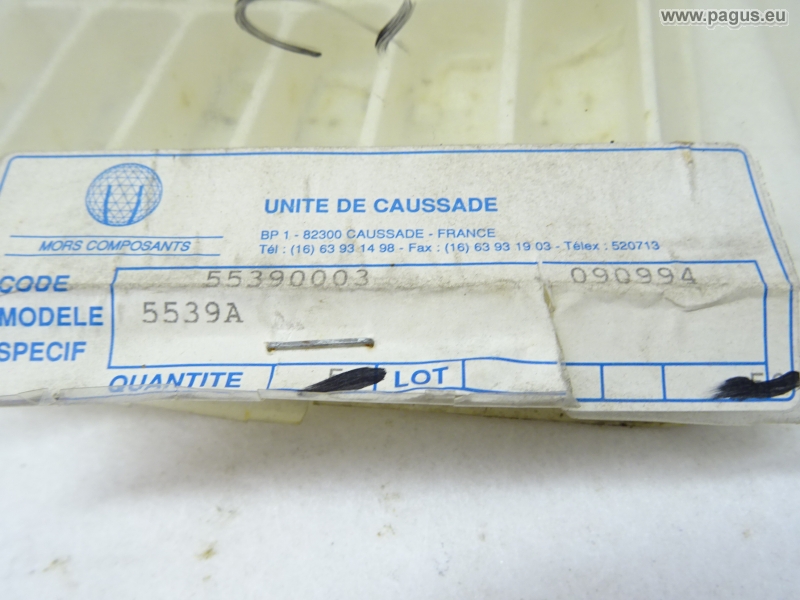 www.pagus.eu
UNITE DE CAUSSADE
BP 1 - 82300 CAUSSADE - FRANCE
Tél : (16) 63 93 14 98 - Fax : (16) 63 93 19 03 - Télex : 520713
MORS COMPOSANTS
CODE 55390003 090994
MODELE 5539A
SPECIF
QUANTITE LOT